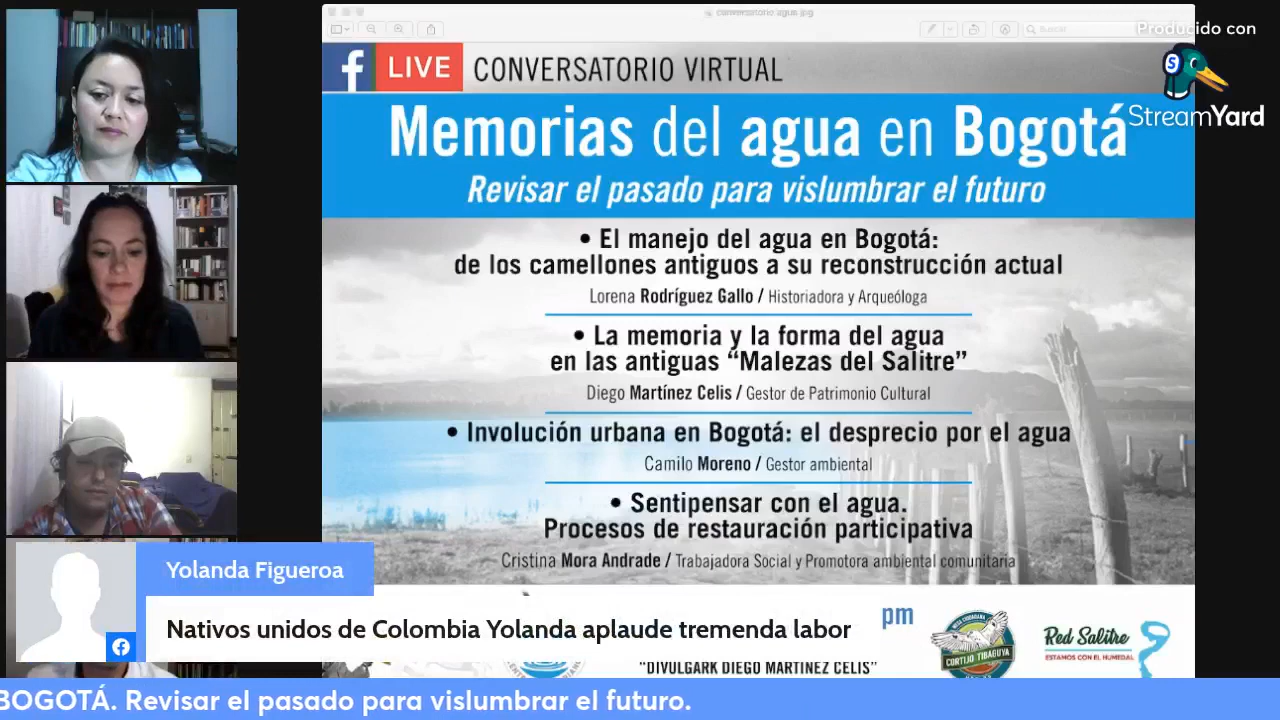 conversatorio agua.jpg
Buscar
Producido con
StreamYard
f LIVE CONVERSATORIO VIRTUAL
Memorias del agua en Bogotá
Revisar el pasado para vislumbrar el futuro
• El manejo del agua en Bogotá:
de los camellones antiguos a su reconstrucción actual
Lorena Rodríguez Gallo / Historiadora y Arqueóloga
• La memoria y la forma del agua
en las antiguas “Malezas del Salitre”
Diego Martínez Celis / Gestor de Patrimonio Cultural
• Involución urbana en Bogotá: el desprecio por el agua
Camilo Moreno / Gestor ambiental
• Sentipensar con el agua.
Procesos de restauración participativa
Cristina Mora Andrade / Trabajadora Social y Promotora ambiental comunitaria
Yolanda Figueroa
Nativos unidos de Colombia Yolanda aplaude tremenda labor
pm
"DIVULGARK DIEGO MARTINEZ CELIS"
MESA CIUDADANA
CORTIJO TIBAGUYA
Red Salitre
ESTAMOS CON EL HUMEDAL
BOGOTÁ. Revisar el pasado para vislumbrar el futuro.